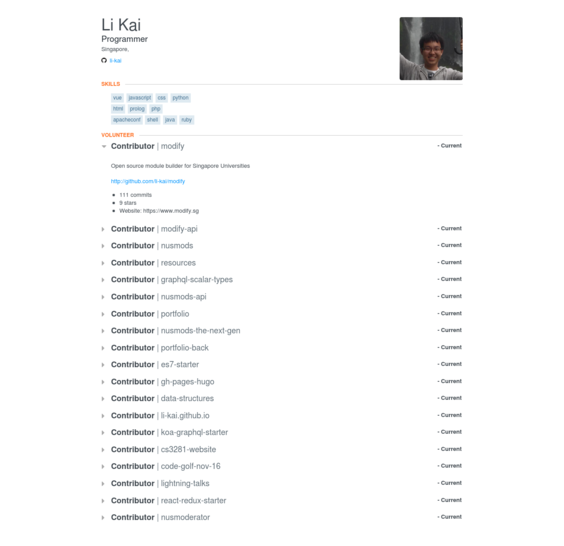 Li Kai
Programmer
Singapore,
li-kai
SKILLS
vue javascript css python
html prolog php
apacheconf shell java ruby
VOLUNTEER
Contributor | modify - Current
Open source module builder for Singapore Universities
http://github.com/li-kai/modify
111 commits
9 stars
Website: https://www.modify.sg
Contributor | modify-api - Current
Contributor | nusmods - Current
Contributor | resources - Current
Contributor | graphql-scalar-types - Current
Contributor | nusmods-api - Current
Contributor | portfolio - Current
Contributor | nusmods-the-next-gen - Current
Contributor | portfolio-back - Current
Contributor | es7-starter - Current
Contributor | gh-pages-hugo - Current
Contributor | data-structures - Current
Contributor | li-kai.github.io - Current
Contributor | koa-graphql-starter - Current
Contributor | cs3281-website - Current
Contributor | code-golf-nov-16 - Current
Contributor | lightning-talks - Current
Contributor | react-redux-starter - Current
Contributor | nusmoderator - Current